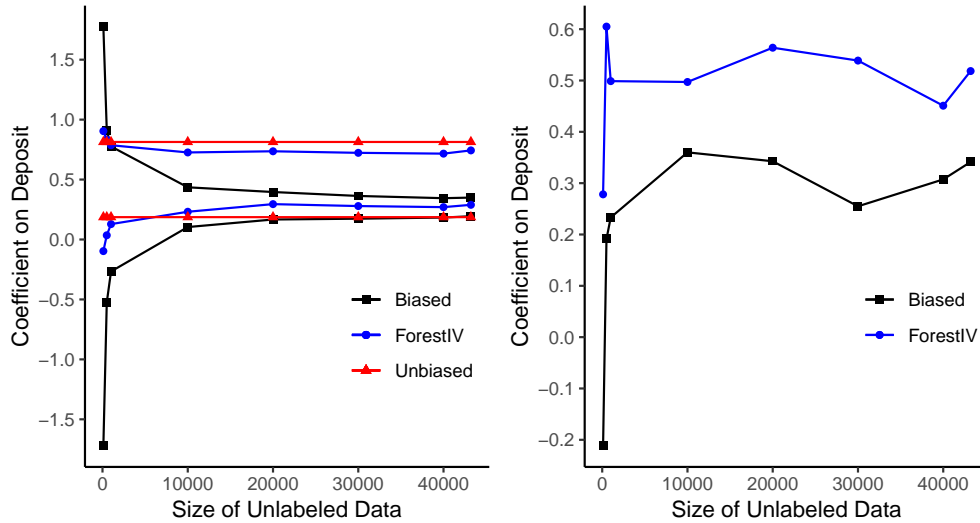 Coefficient on Deposit
1.5
1.0
0.5
0.0
−0.5
−1.0
−1.5
Biased
ForestIV
Unbiased
0 10000 20000 30000 40000
Size of Unlabeled Data
Coefficient on Deposit
0.6
0.5
0.4
0.3
0.2
0.1
0.0
−0.1
−0.2
Biased
ForestIV
0 10000 20000 30000 40000
Size of Unlabeled Data